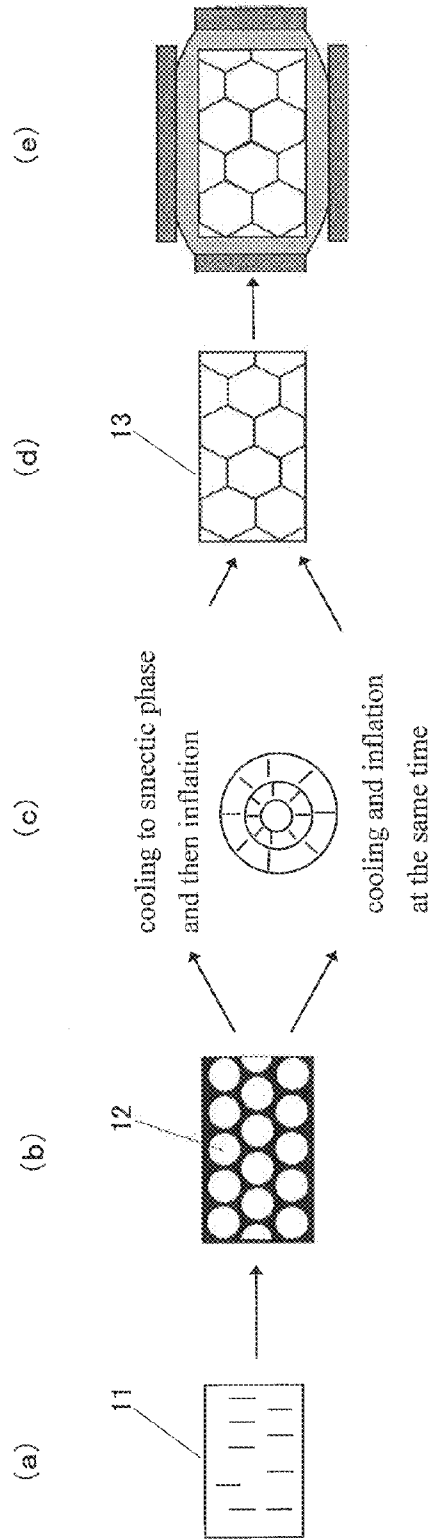 (a)
(b)
(c)
(d)
(e)
11
12
cooling to smectic phase
and then inflation
cooling and inflation
at the same time
13